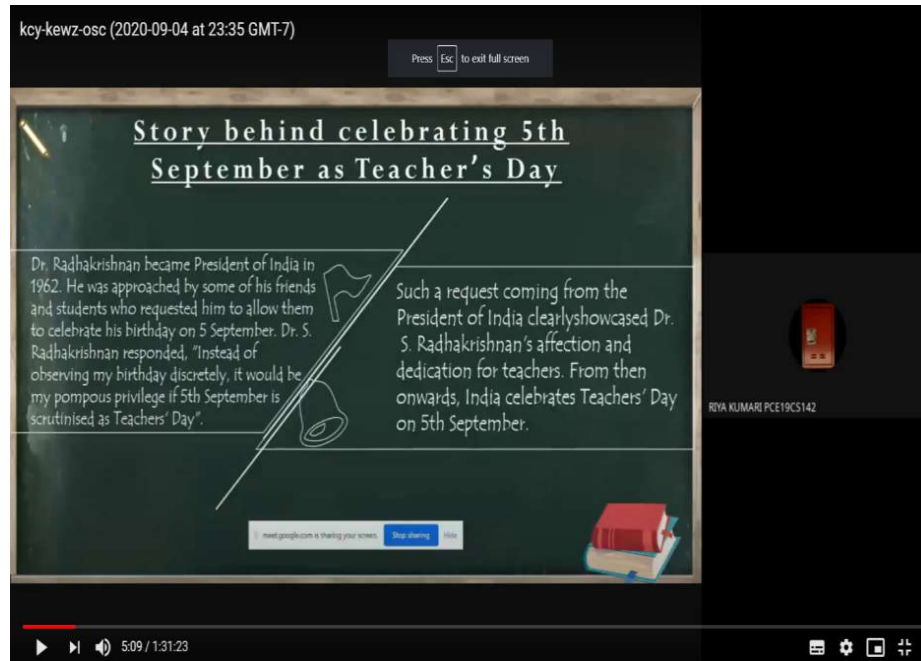 kcy-kewz-osc (2020-09-04 at 23:35 GMT-7)
Press Esc to exit full screen
Story behind celebrating 5th
September as Teacher's Day
Dr. Radhakrishnan became President of India in
1962. He was approached by some of his friends
and students who requested him to allow them
to celebrate his birthday on 5 September. Dr. S.
Radhakrishnan responded, "Instead of
observing my birthday discretely, it would be
my pompous privilege if 5th September is
scrutinised as Teachers' Day".
Such a request coming from the
President of India clearlyshowcased Dr.
S. Radhakrishnan's affection and
dedication for teachers. From then
onwards, India celebrates Teachers' Day
on 5th September.
RIYA KUMARI PCE19CS142
meet.google.com is sharing your screen. Stop sharing Hide
5:09 / 1:31:23